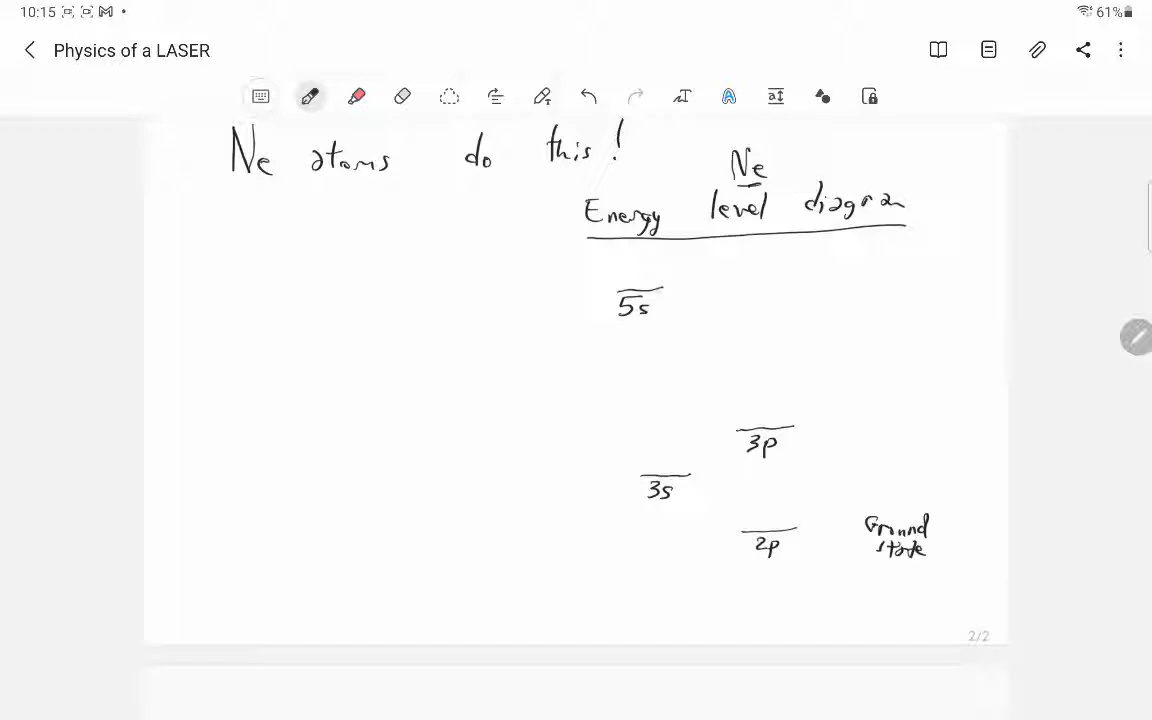 10:15
61%
Physics of a LASER
Ne atoms do this!
Ne
Energy level diagram
5s
3p
3s
2p
Ground
state
2/2